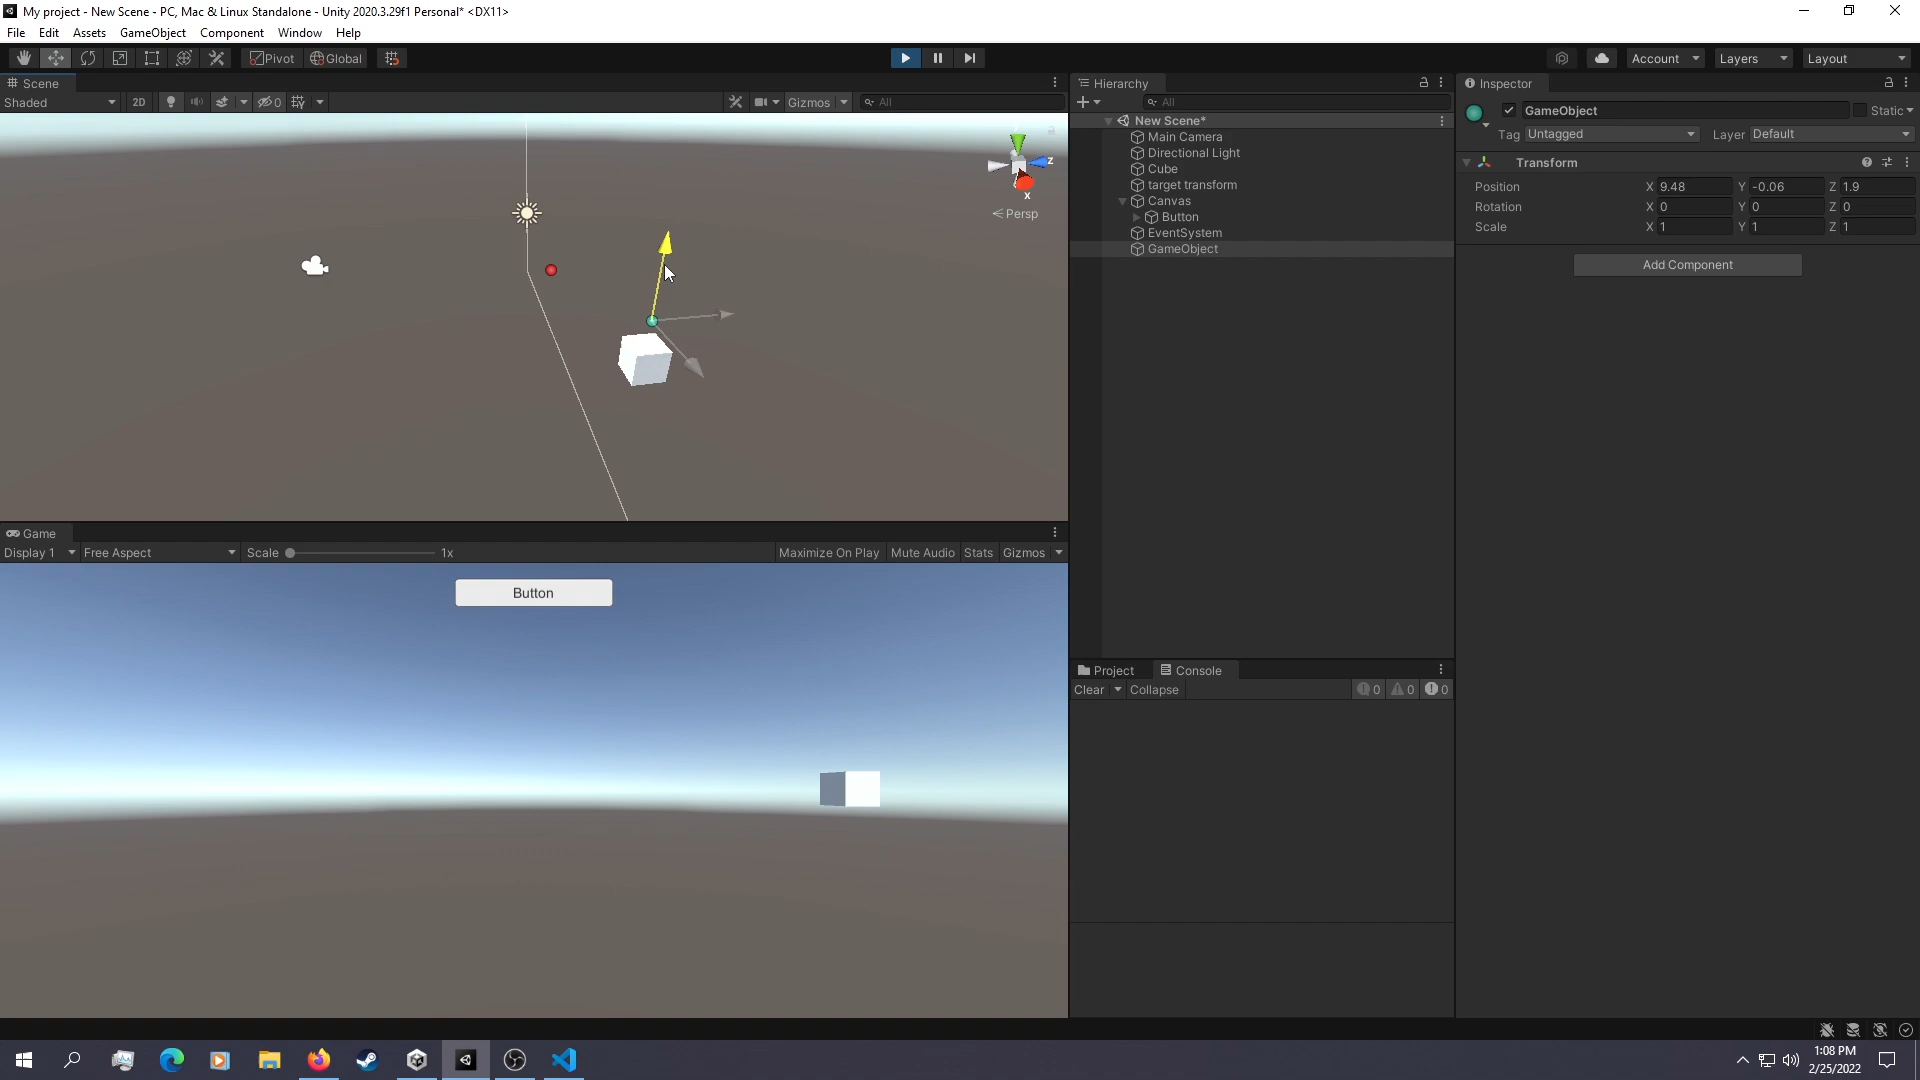 My project - New Scene - PC, Mac & Linux Standalone - Unity 2020.3.29f1 Personal* <DX11>
File Edit Assets GameObject Component Window Help
Pivot Global Account Layers Layout
Scene
Shaded 2D 0 Gizmos All
z
x
Persp
Hierarchy
All
New Scene*
Main Camera
Directional Light
Cube
target transform
Canvas
Button
EventSystem
GameObject
Inspector
GameObject Static
Tag Untagged Layer Default
Transform
Position X 9.48 Y -0.06 Z 1.9
Rotation X 0 Y 0 Z 0
Scale X 1 Y 1 Z 1
Add Component
Game
Display 1 Free Aspect Scale 1x Maximize On Play Mute Audio Stats Gizmos
Button
Project Console
Clear Collapse 0 0 0
1:08 PM
2/25/2022